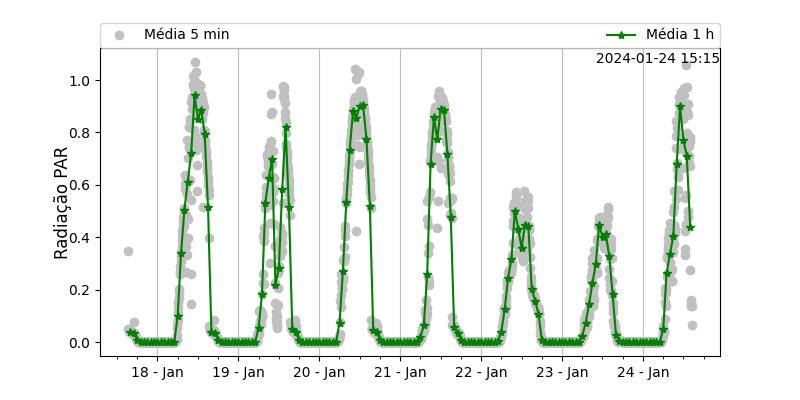 Média 5 min
Média 1 h
2024-01-24 15:15
Radiação PAR
1.0
0.8
0.6
0.4
0.2
0.0
18 - Jan
19 - Jan
20 - Jan
21 - Jan
22 - Jan
23 - Jan
24 - Jan